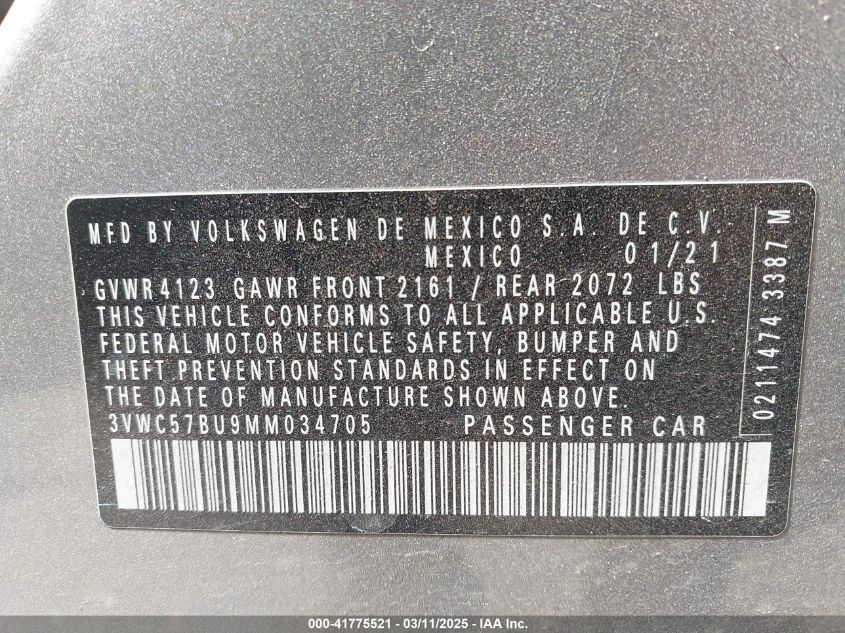 MFD BY VOLKSWAGEN DE MEXICO S.A. DE C.V.
MEXICO 01/21
GVWR4123 GAWR FRONT 2161 / REAR 2072 LBS
THIS VEHICLE CONFORMS TO ALL APPLICABLE U.S.
FEDERAL MOTOR VEHICLE SAFETY, BUMPER AND
THEFT PREVENTION STANDARDS IN EFFECT ON
THE DATE OF MANUFACTURE SHOWN ABOVE.
3VWC57BU9MM034705 PASSENGER CAR
0211474 3387 M
000-41775521 / 03/11/2025 - IAA Inc.